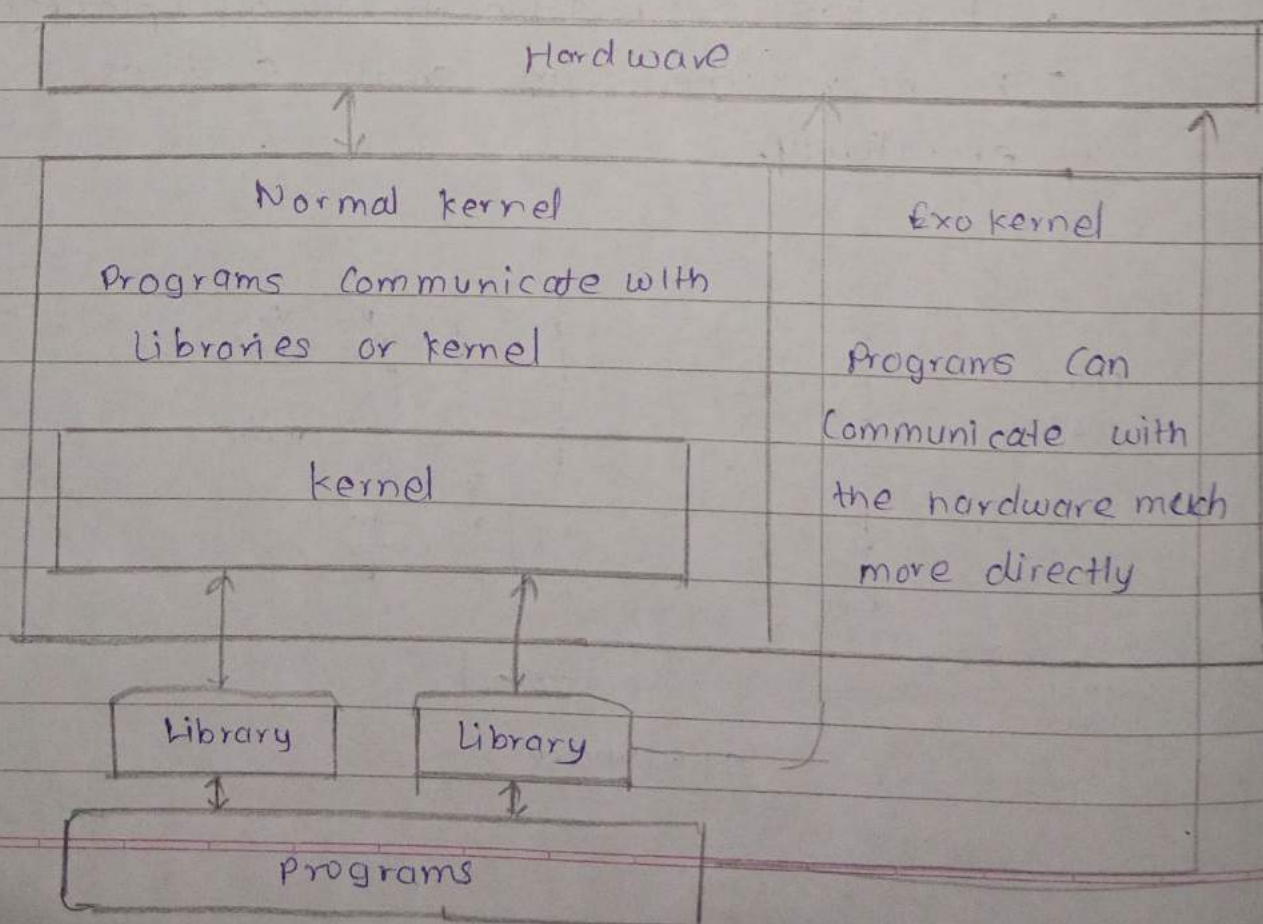 Hardware
Normal kernel
Programs Communicate with
Libraries or kernel
kernel
Exo kernel
Programs Can
Communicate with
the hardware much
more directly
Library
Library
Programs